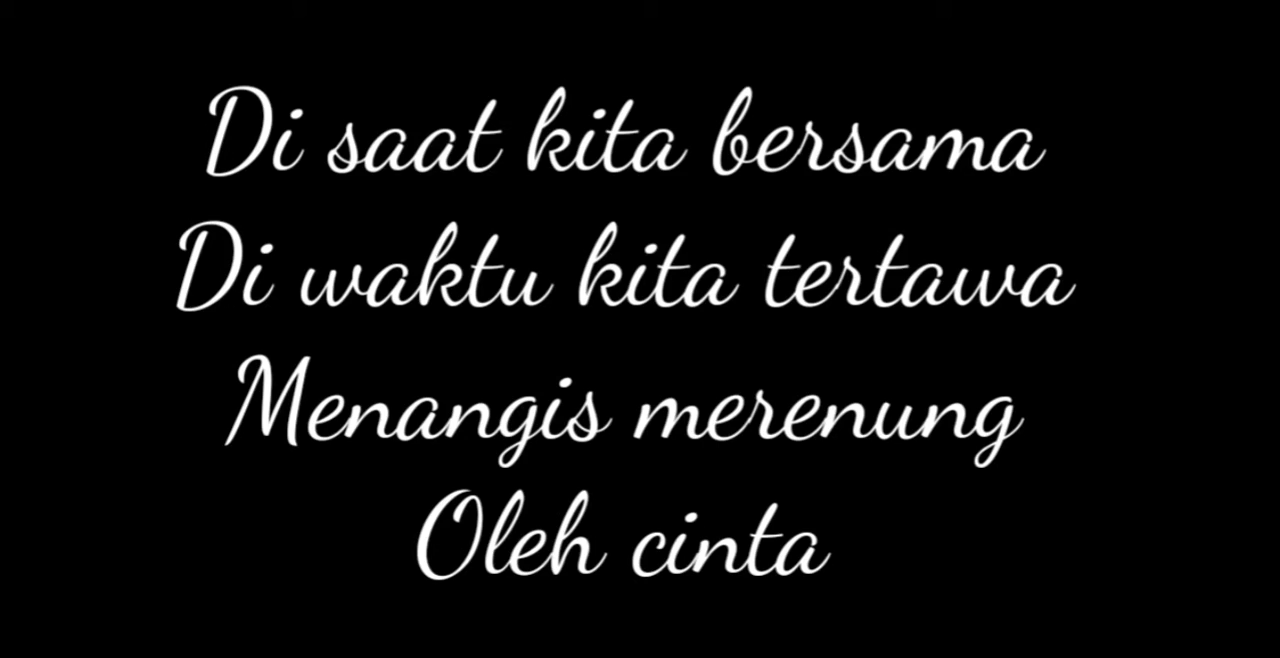 Di saat kita bersama
Di waktu kita tertawa
Menangis merenung
Oleh cinta